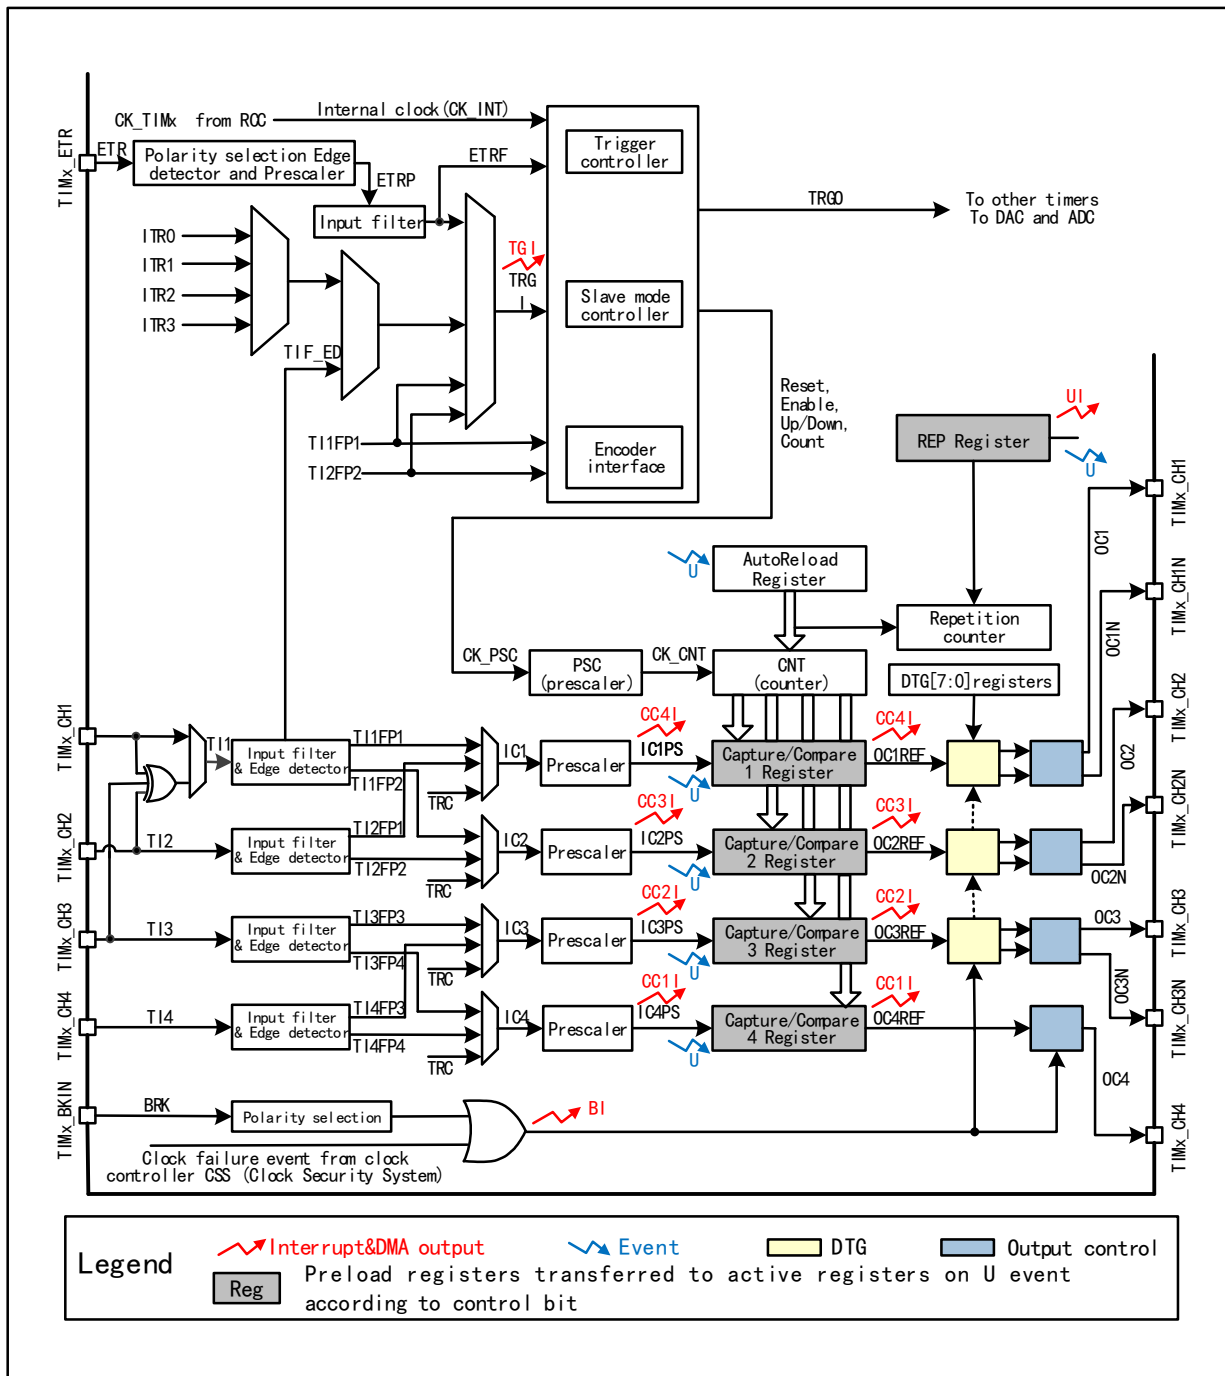 Internal clock(CK_INT)
CK_TIMx from RCC
TIMx_ETR
ETR
Polarity selection Edge
detector and Prescaler
ETRP
ETRF
Input filter
Trigger
controller
TRGO
To other timers
To DAC and ADC
ITR0
ITR1
ITR2
ITR3
TGI
TRG
I
Slave mode
controller
TIF_ED
Reset,
Enable,
Up/Down,
Count
TI1FP1
TI2FP2
Encoder
interface
UI
REP Register
U
TIMx_CH1
OC1
U
AutoReload
Register
TIMx_CH1N
OC1N
Repetition
counter
CK_PSC
PSC
(prescaler)
CK_CNT
CNT
(counter)
DTG[7:0]registers
TIMx_CH2
OC2
TIMx_CH1
TI1
Input filter
& Edge detector
TI1FP1
TI1FP2
TRC
IC1
Prescaler
CC4I
IC1PS
U
Capture/Compare
1 Register
CC4I
OC1REF
TIMx_CH2N
TIMx_CH2
TI2
Input filter
& Edge detector
TI2FP1
TI2FP2
TRC
IC2
Prescaler
CC3I
IC2PS
U
Capture/Compare
2 Register
CC3I
OC2REF
OC2N
TIMx_CH3
TI3
Input filter
& Edge detector
TI3FP3
TI3FP4
TRC
IC3
Prescaler
CC2I
IC3PS
U
Capture/Compare
3 Register
CC2I
OC3REF
OC3
TIMx_CH3
OC3N
TIMx_CH3N
TIMx_CH4
TI4
Input filter
& Edge detector
TI4FP3
TI4FP4
TRC
IC4
Prescaler
CC1I
IC4PS
U
Capture/Compare
4 Register
CC1I
OC4REF
OC4
TIMx_CH4
TIMx_BKIN
BRK
Polarity selection
BI
Clock failure event from clock
controller CSS (Clock Security System)
Legend
Interrupt&DMA output
Event
DTG
Output control
Reg
Preload registers transferred to active registers on U event
according to control bit